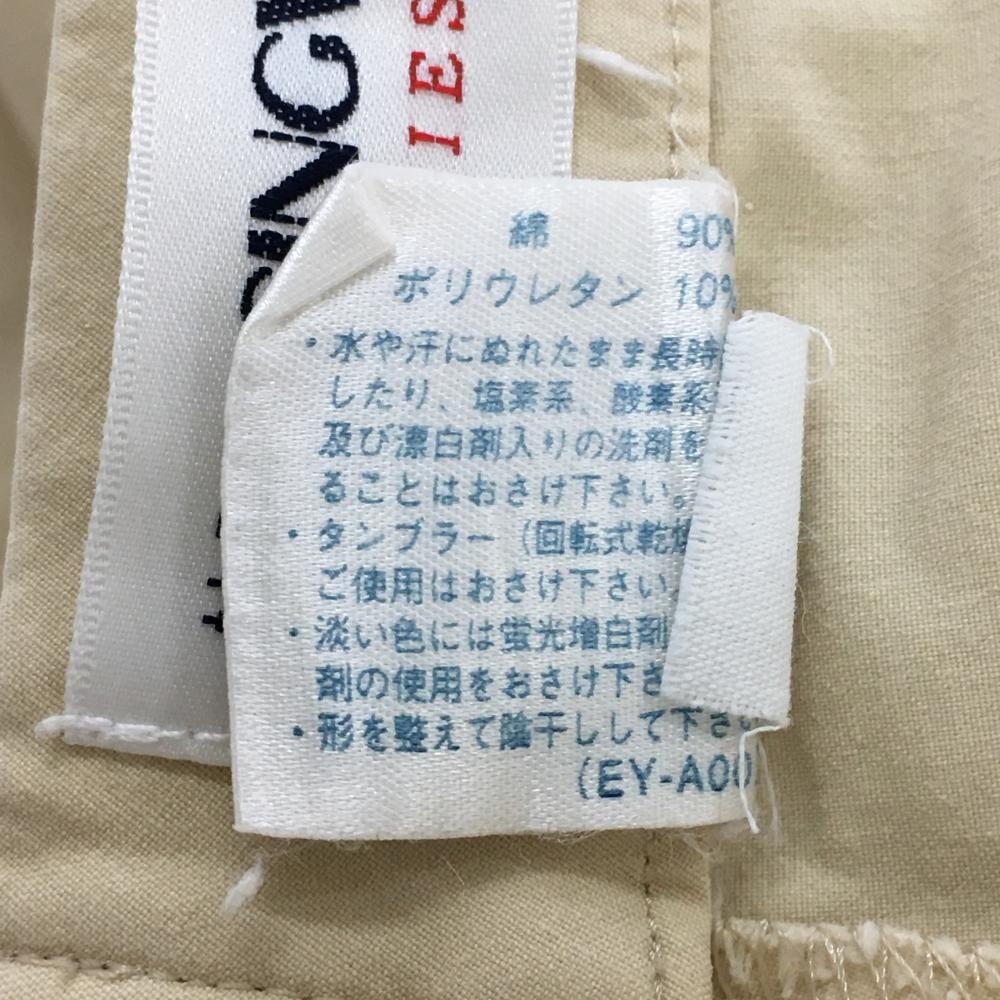 綿 90%
ポリウレタン 10%
・水や汗にぬれたまま長時
したり、塩素系、酸素系
及び漂白剤入りの洗剤を
ることはおさけ下さい。
・タンブラー（回転式乾燥
ご使用はおさけ下さい
・淡い色には蛍光増白剤
剤の使用をおさけ下さ
・形を整えて陰干しして下さい
(EY-A00
NGW
IES